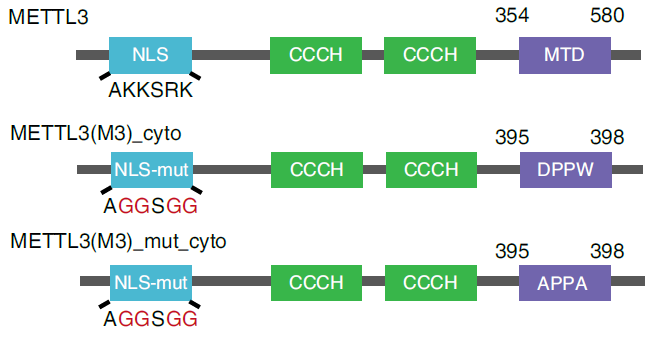 METTL3
354 580
NLS CCCH CCCH MTD
AKKSRK
METTL3(M3)_cyto
395 398
NLS-mut CCCH CCCH DPPW
AGGSGG
METTL3(M3)_mut_cyto
395 398
NLS-mut CCCH CCCH APPA
AGGSGG